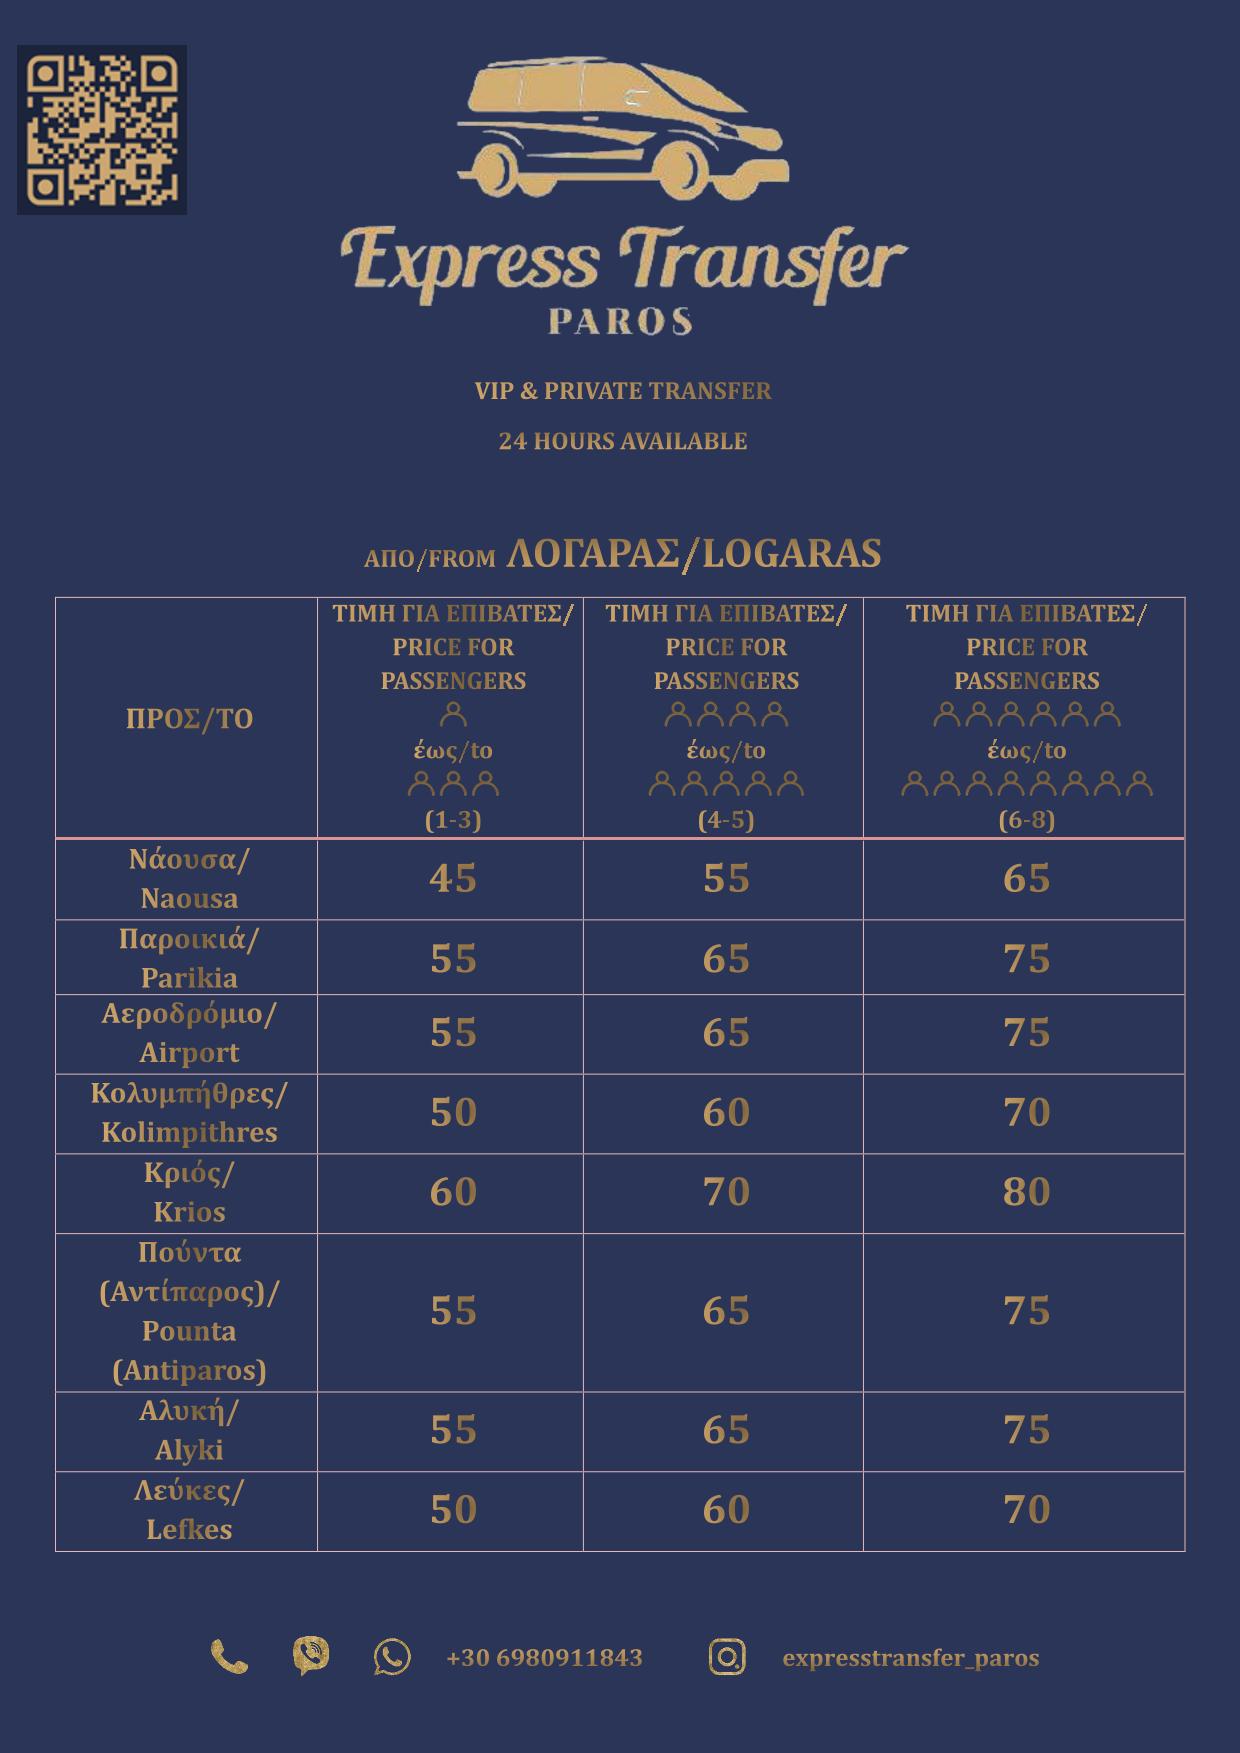 Express Transfer
PAROS
VIP & PRIVATE TRANSFER
24 HOURS AVAILABLE
ΑΠΟ/FROM ΛΟΓΑΡΑΣ/LOGARAS
ΠΡΟΣ/ΤΟ
ΤΙΜΗ ΓΙΑ ΕΠΙΒΑΤΕΣ/
PRICE FOR
PASSENGERS
έως/to
(1-3)
ΤΙΜΗ ΓΙΑ ΕΠΙΒΑΤΕΣ/
PRICE FOR
PASSENGERS
έως/to
(4-5)
ΤΙΜΗ ΓΙΑ ΕΠΙΒΑΤΕΣ/
PRICE FOR
PASSENGERS
έως/to
(6-8)
Νάουσα/
Naousa
45 55 65
Παροικιά/
Parikia
55 65 75
Αεροδρόμιο/
Airport
55 65 75
Κολυμπήθρες/
Kolimpithres
50 60 70
Κριός/
Krios
60 70 80
Πούντα
(Αντίπαρος)/
Pounta
(Antiparos)
55 65 75
Αλυκή/
Alyki
55 65 75
Λεύκες/
Lefkes
50 60 70
+30 6980911843 expresstransfer_paros